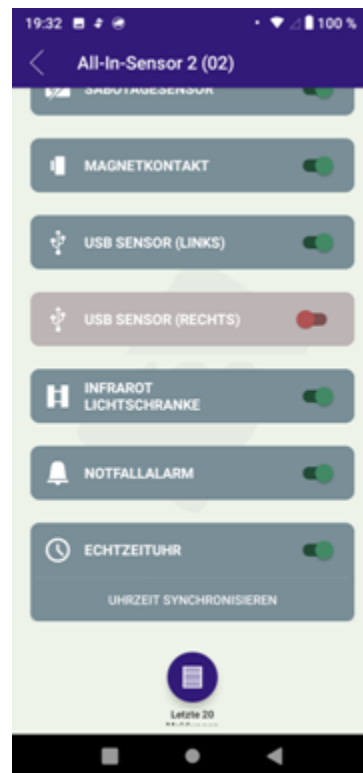 19:32
100 %
All-In-Sensor 2 (02)
SABOTAGESENSOR
MAGNETKONTAKT
USB SENSOR (LINKS)
USB SENSOR (RECHTS)
INFRAROT
LICHTSCHRANKE
NOTFALLALARM
ECHTZEITUHR
UHRZEIT SYNCHRONISIEREN
Letzte 20